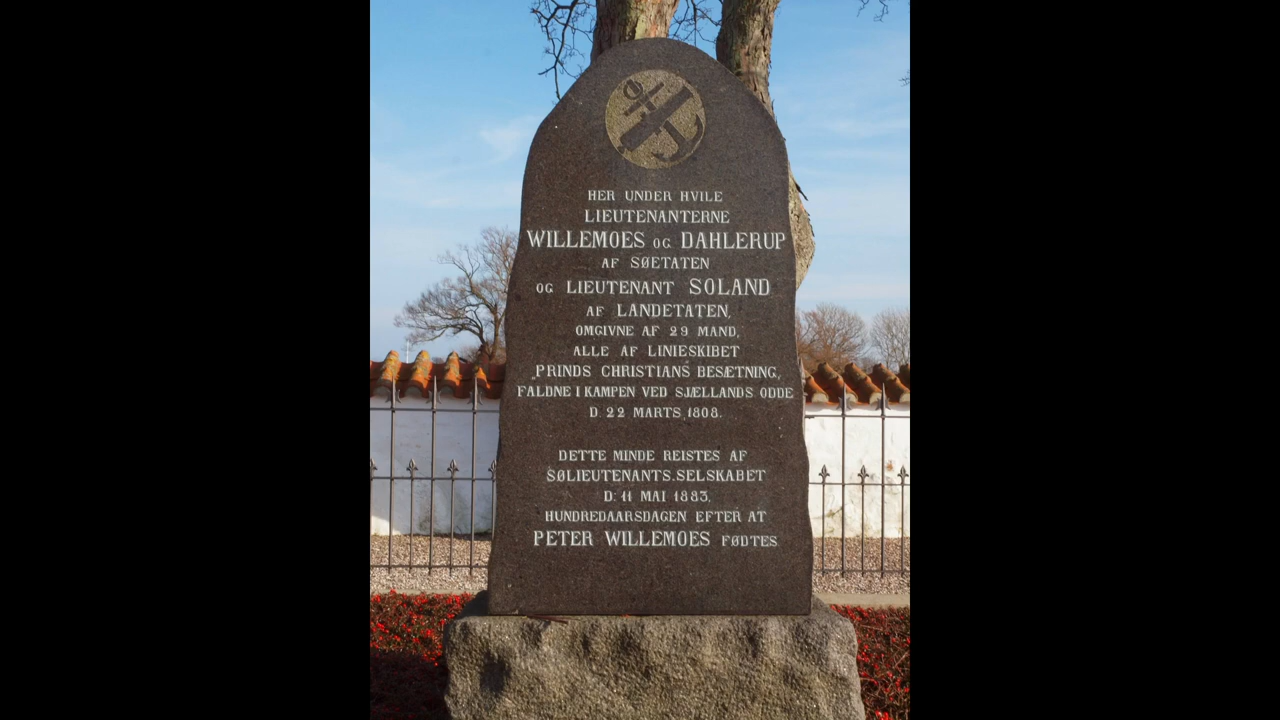 HER UNDER HVILE
LIEUTENANTERNE
WILLEMOES OG DAHLERUP
AF SØETATEN
OG LIEUTENANT SOLAND
AF LANDETATEN,
OMGIVNE AF 29 MAND,
ALLE AF LINIESKIBET
„PRINDS CHRISTIANS" BESÆTNING,
FALDNE I KAMPEN VED SJÆLLANDS ODDE
D. 22 MARTS 1808.
DETTE MINDE REISTES AF
SØLIEUTENANTS-SELSKABET
D: 11 MAI 1883,
HUNDREDAARSDAGEN EFTER AT
PETER WILLEMOES FØDTES